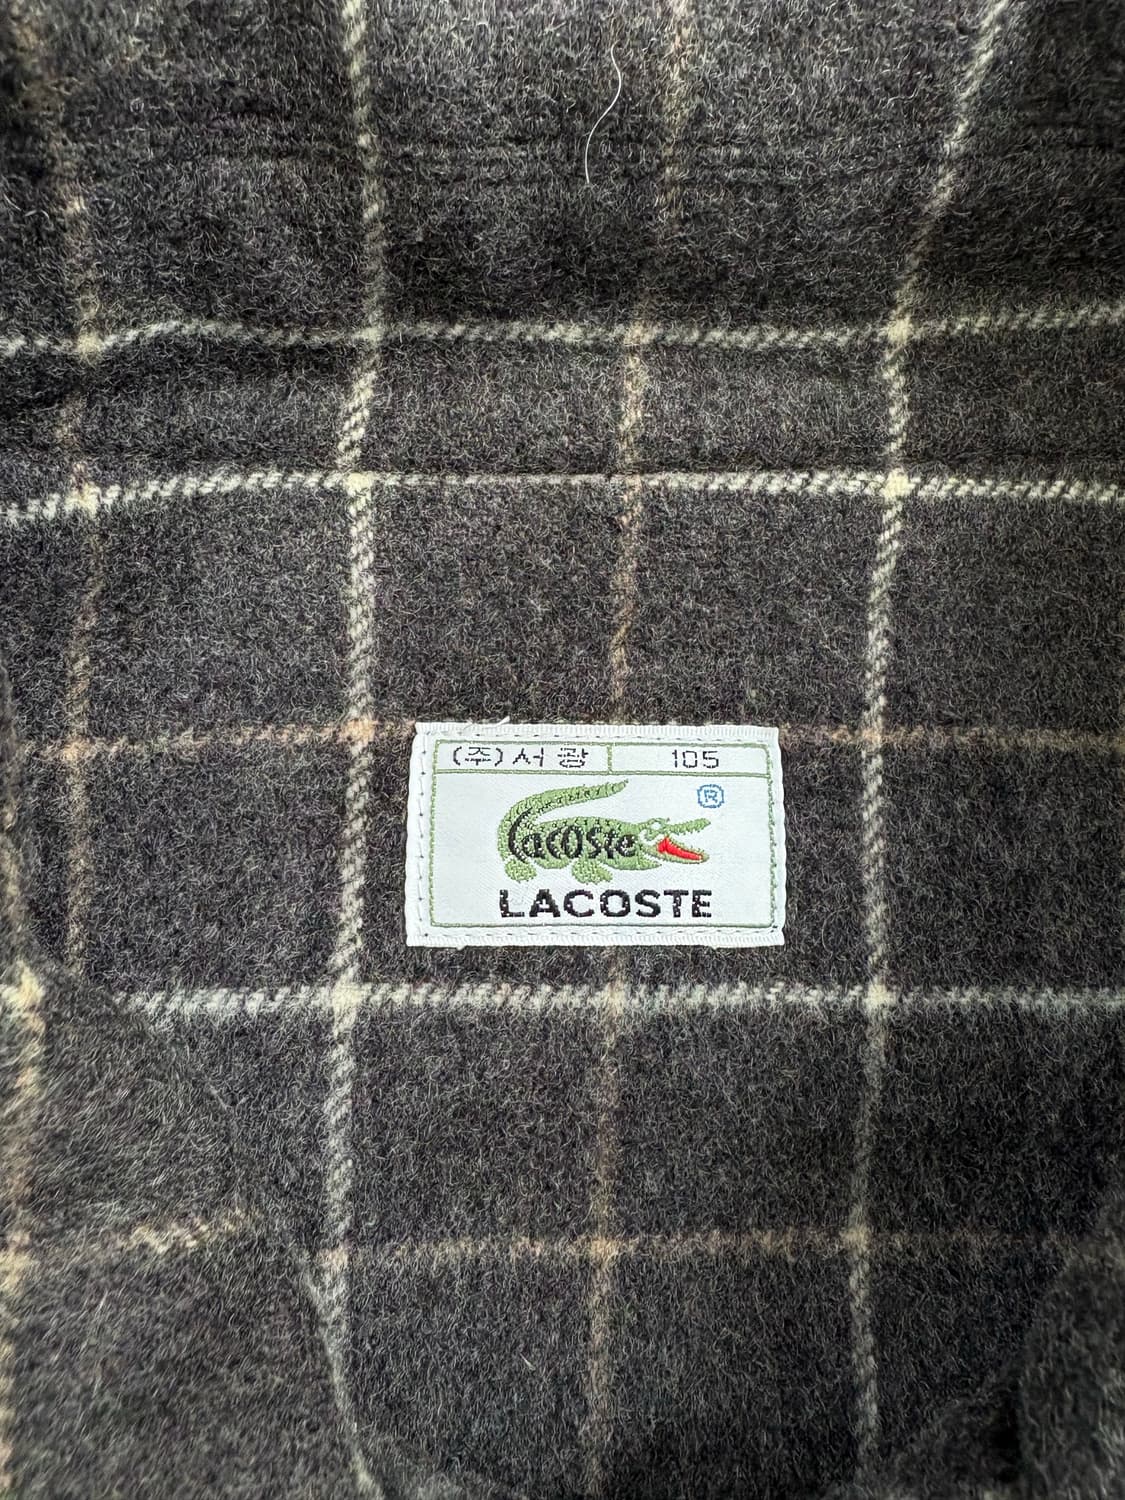 (주)서광 105
®
Lacoste
LACOSTE